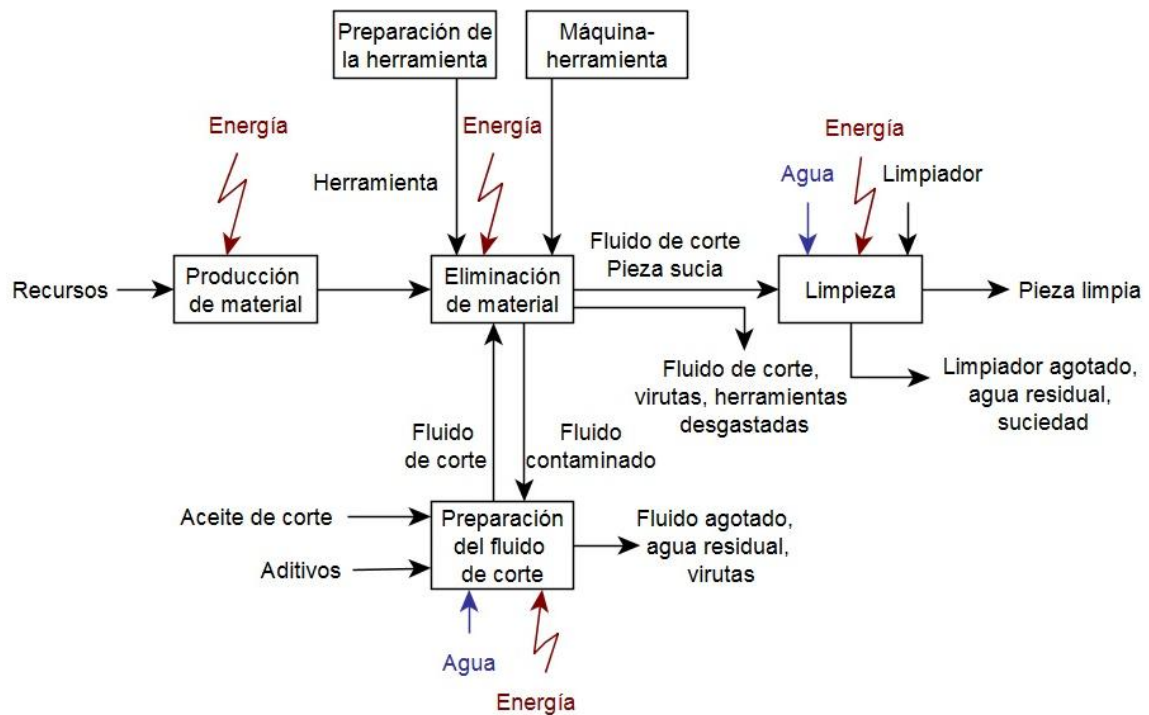 Preparación de
la herramienta
Máquina-
herramienta
Energía
Energía
Energía
Herramienta
Agua
Limpiador
Fluido de corte
Pieza sucia
Recursos
Producción
de material
Eliminación
de material
Limpieza
Pieza limpia
Fluido de corte,
virutas, herramientas
desgastadas
Limpiador agotado,
agua residual,
suciedad
Fluido
de corte
Fluido
contaminado
Aceite de corte
Aditivos
Preparación
del fluido
de corte
Fluido agotado,
agua residual,
virutas
Agua
Energía